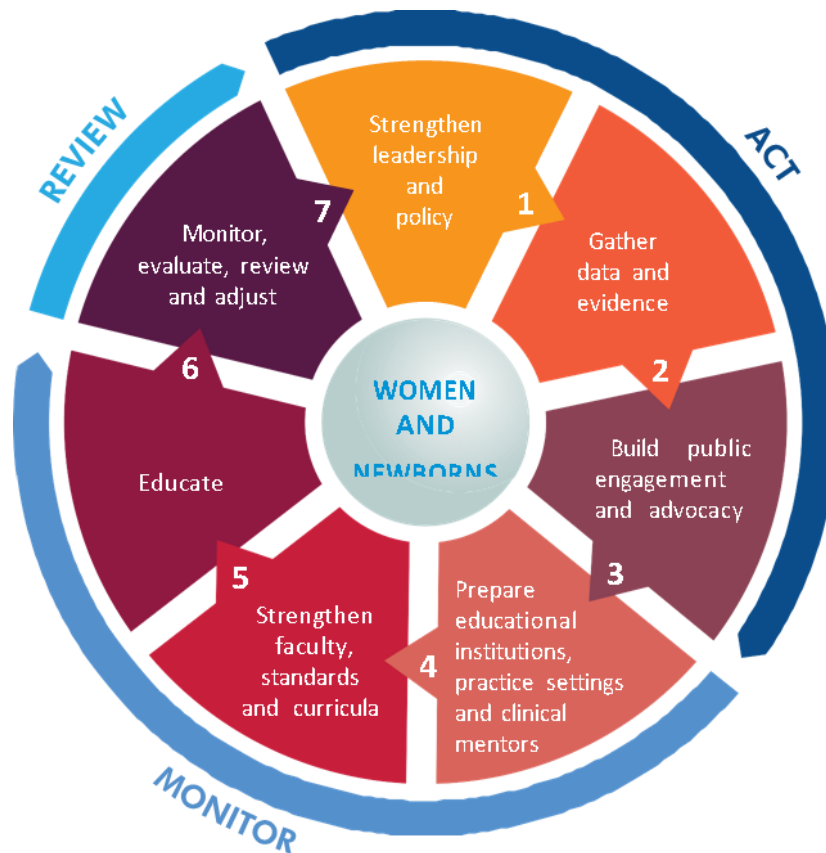 REVIEW
ACT
MONITOR
Strengthen
leadership
and
policy
1
Gather
data and
evidence
2
Build public
engagement
and advocacy
3
Prepare
educational
institutions,
practice settings
and clinical
mentors
4
Strengthen
faculty,
standards
and curricula
5
Educate
6
Monitor,
evaluate, review
and adjust
7
WOMEN
AND
NEWBORNS